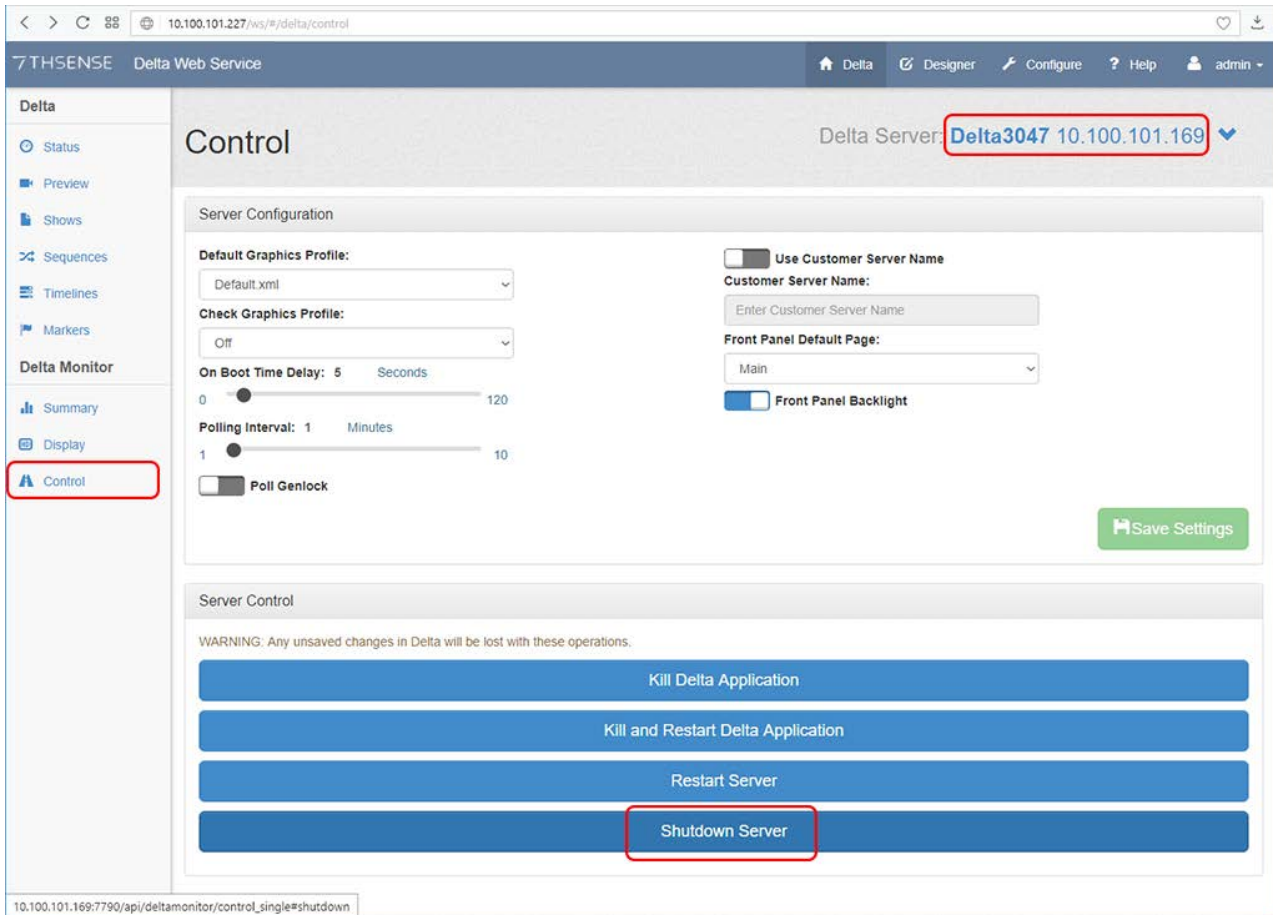 10.100.101.227/ws/#/delta/control
7THSENSE Delta Web Service Delta Designer Configure ? Help admin
Delta
Status
Preview
Shows
Sequences
Timelines
Markers
Delta Monitor
Summary
Display
Control
Control
Delta Server: Delta3047 10.100.101.169
Server Configuration
Default Graphics Profile:
Default.xml
Check Graphics Profile:
Off
On Boot Time Delay: 5 Seconds
0 120
Polling Interval: 1 Minutes
1 10
Poll Genlock
Use Customer Server Name
Customer Server Name:
Enter Customer Server Name
Front Panel Default Page:
Main
Front Panel Backlight
Save Settings
Server Control
WARNING: Any unsaved changes in Delta will be lost with these operations.
Kill Delta Application
Kill and Restart Delta Application
Restart Server
Shutdown Server
10.100.101.169:7790/api/deltamonitor/control_single#shutdown